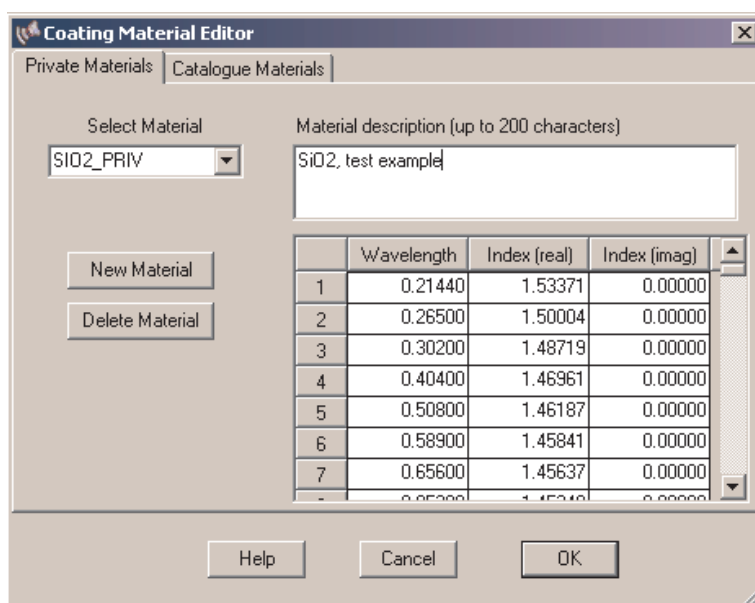 Coating Material Editor
Private Materials Catalogue Materials
Select Material Material description (up to 200 characters)
SIO2_PRIV SiO2, test example
Wavelength Index (real) Index (imag)
New Material
1 0.21440 1.53371 0.00000
Delete Material
2 0.26500 1.50004 0.00000
3 0.30200 1.48719 0.00000
4 0.40400 1.46961 0.00000
5 0.50800 1.46187 0.00000
6 0.58900 1.45841 0.00000
7 0.65600 1.45637 0.00000
Help Cancel OK